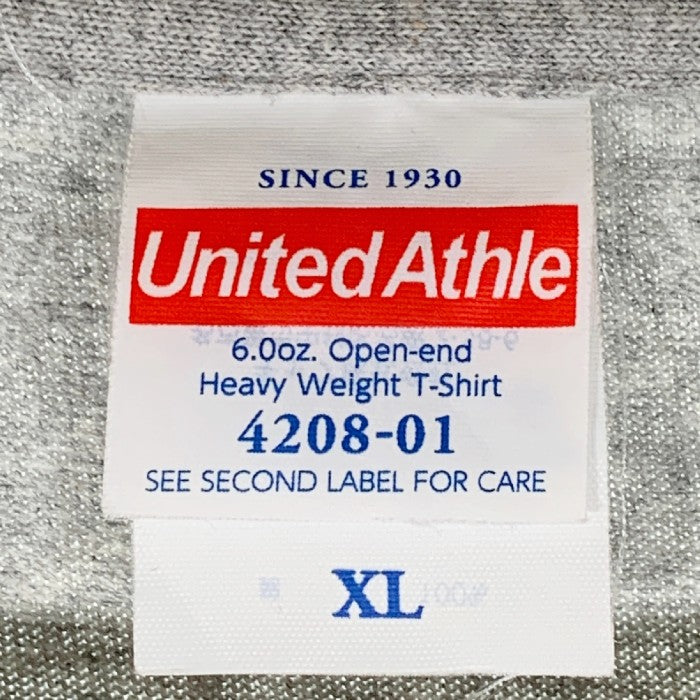 SINCE 1930
United Athle
6.0oz. Open-end
Heavy Weight T-Shirt
4208-01
SEE SECOND LABEL FOR CARE
XL